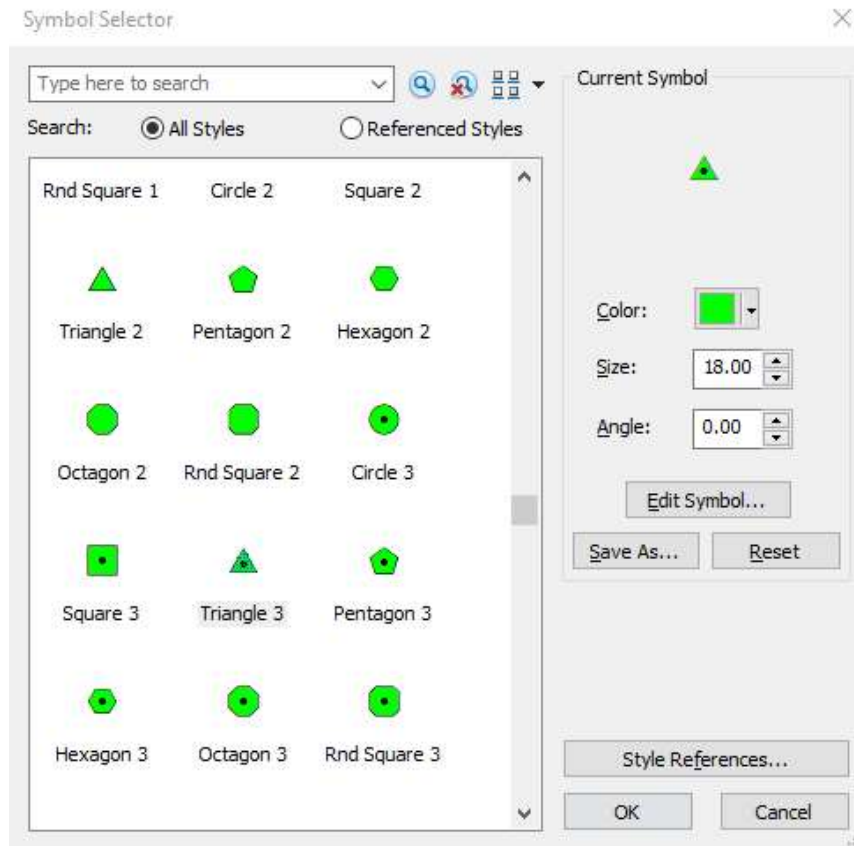 Symbol Selector
Type here to search
Search: All Styles Referenced Styles
Rnd Square 1 Circle 2 Square 2
Triangle 2 Pentagon 2 Hexagon 2
Octagon 2 Rnd Square 2 Circle 3
Square 3 Triangle 3 Pentagon 3
Hexagon 3 Octagon 3 Rnd Square 3
Current Symbol
Color:
Size: 18.00
Angle: 0.00
Edit Symbol...
Save As... Reset
Style References...
OK Cancel